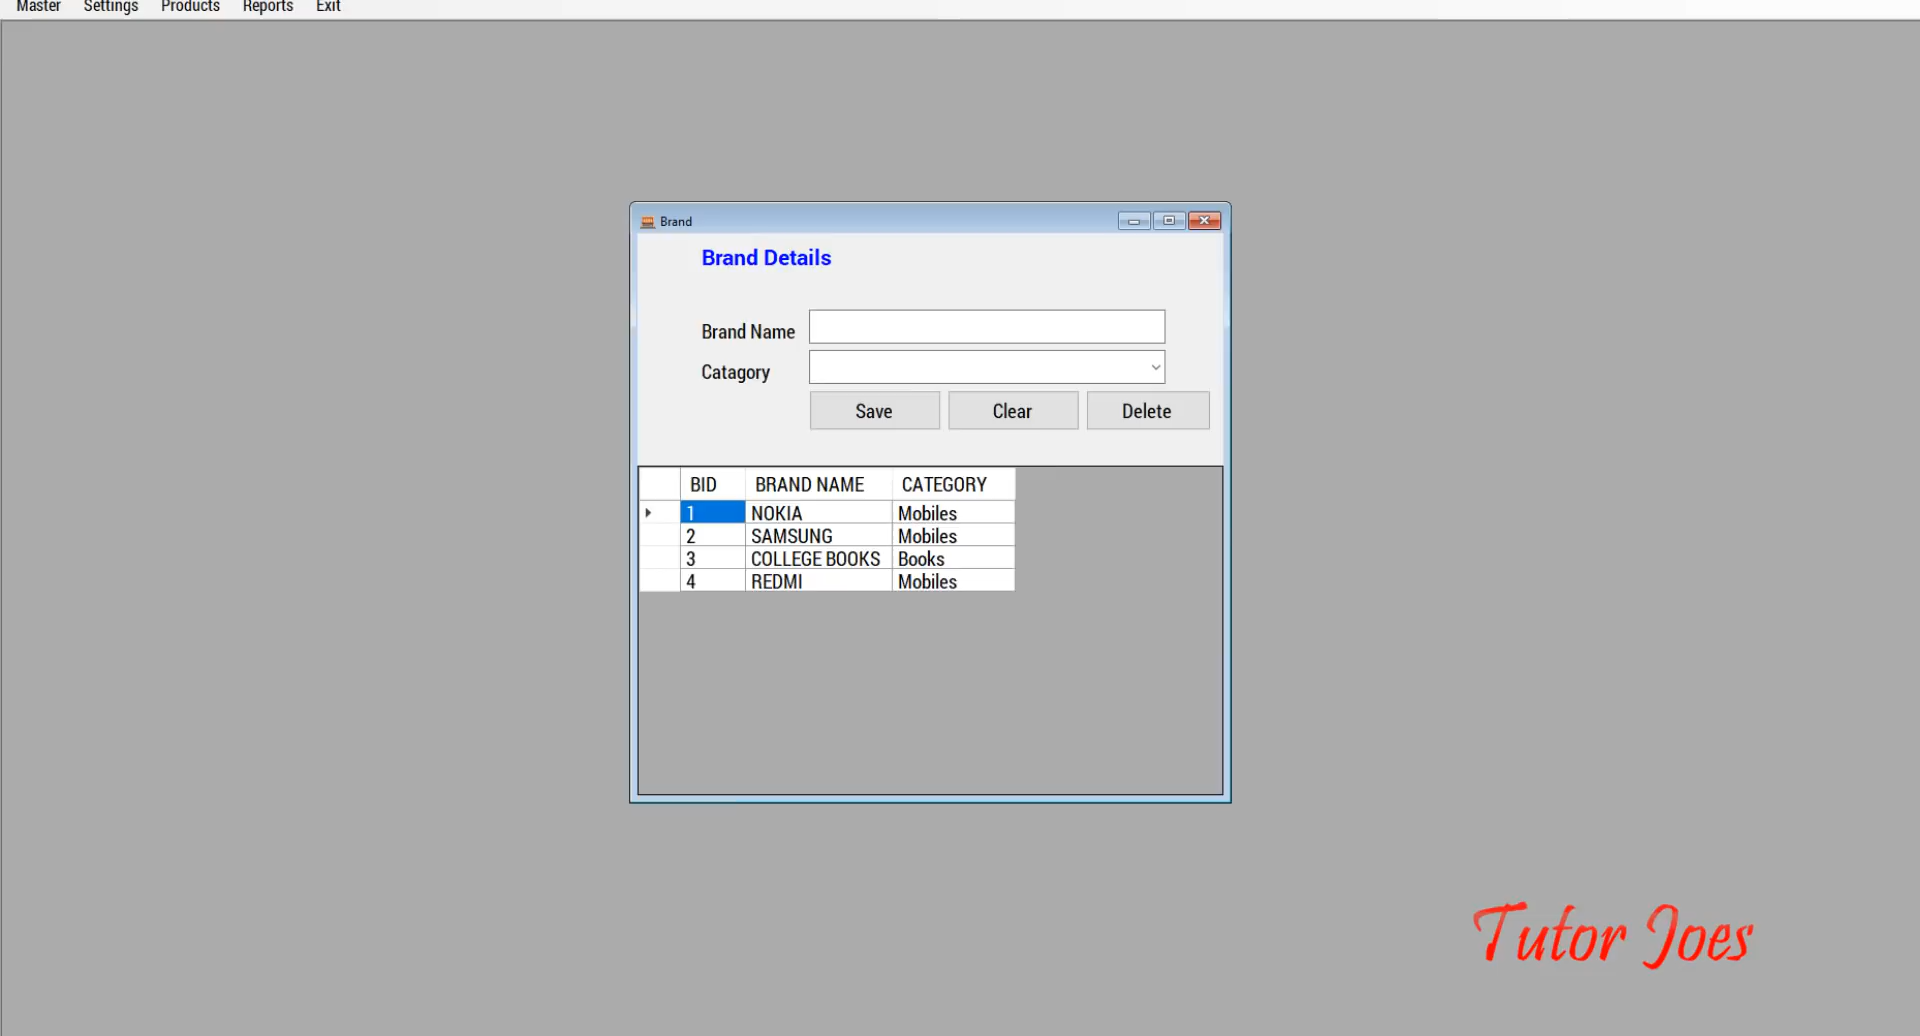 Master Settings Products Reports Exit
Brand
Brand Details
Brand Name
Catagory
Save Clear Delete
BID BRAND NAME CATEGORY
1 NOKIA Mobiles
2 SAMSUNG Mobiles
3 COLLEGE BOOKS Books
4 REDMI Mobiles
Tutor Joes